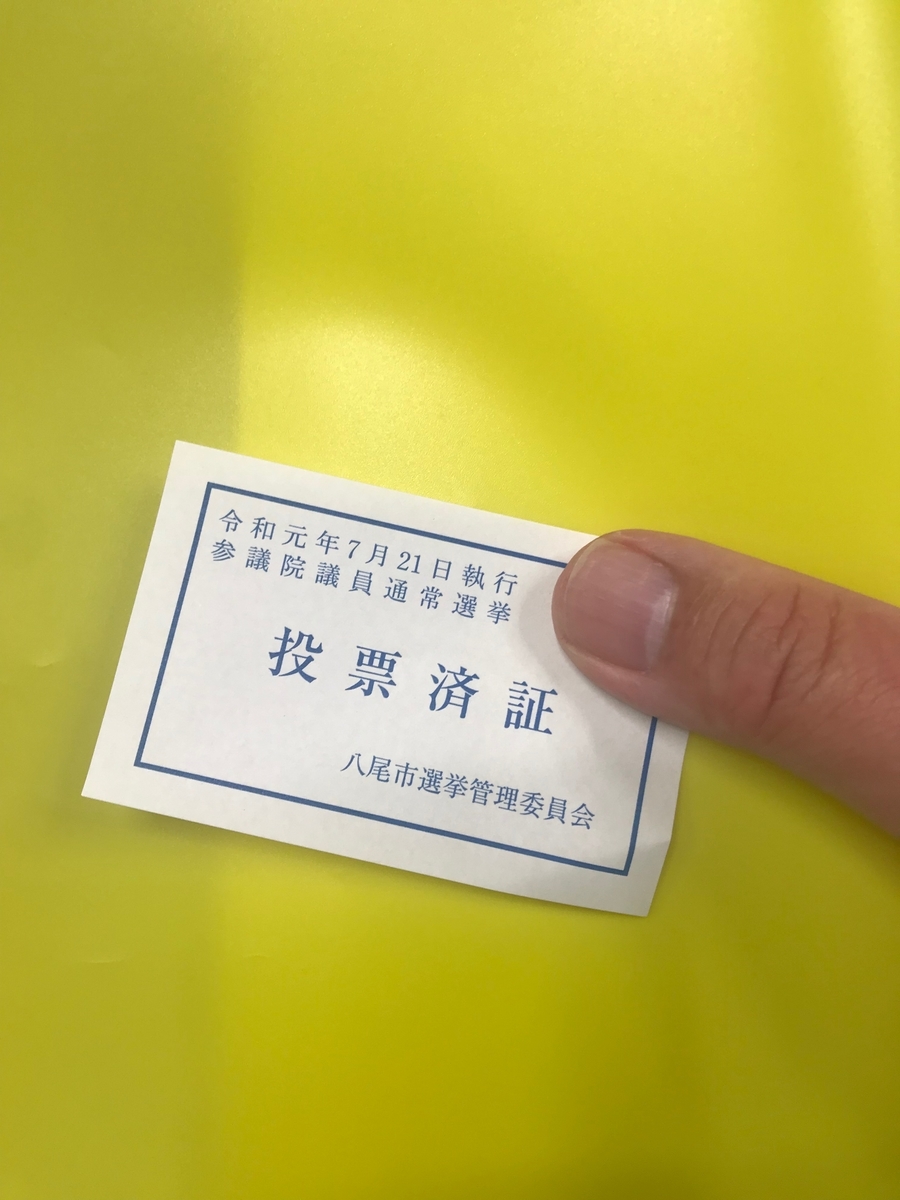 令和元年7月21日執行
参議院議員通常選挙
投票済証
八尾市選挙管理委員会